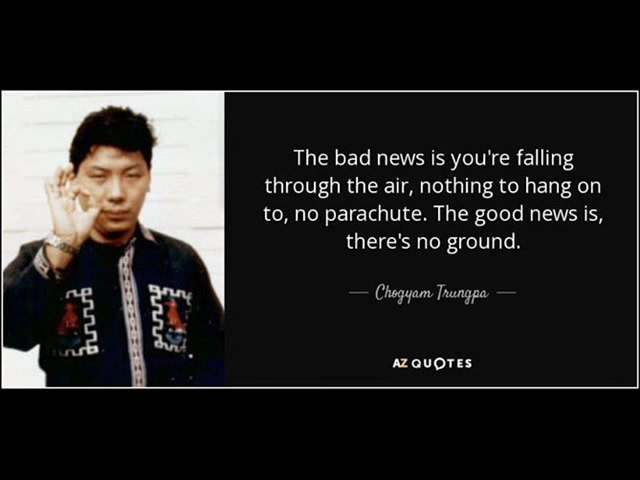 The bad news is you're falling
through the air, nothing to hang on
to, no parachute. The good news is,
there's no ground.
Chogyam Trungpa
AZ QUOTES